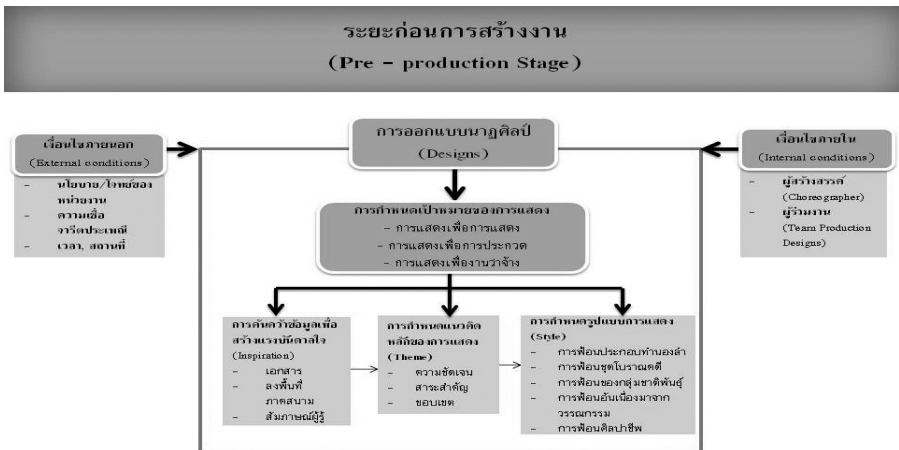 ระยะก่อนการสร้างงาน
(Pre – production Stage)
การออกแบบนาฏศิลป์
(Designs)
เงื่อนไขภายนอก
(External conditions)
– นโยบาย/โจทย์ของ
หน่วยงาน
– ความเชื่อ
จารีตประเพณี
– เวลา, สถานที่
เงื่อนไขภายใน
(Internal conditions)
– ผู้สร้างสรรค์
(Choreographer)
– ผู้ร่วมงาน
(Team Production
Designs)
การกำหนดเป้าหมายของการแสดง
– การแสดงเพื่อการแสดง
– การแสดงเพื่อการประกวด
– การแสดงเพื่องานว่าจ้าง
การค้นคว้าข้อมูลเพื่อ
สร้างแรงบันดาลใจ
(Inspiration)
– เอกสาร
– ลงพื้นที่
ภาคสนาม
– สัมภาษณ์ผู้รู้
การกำหนดแนวคิด
หลักของการแสดง
(Theme)
– ความชัดเจน
– สาระสำคัญ
– ขอบเขต
การกำหนดรูปแบบการแสดง
(Style)
– การฟ้อนประกอบทำนองลำ
– การฟ้อนชุดโบราณคดี
– การฟ้อนของกลุ่มชาติพันธุ์
– การฟ้อนอันเนื่องมาจาก
วรรณกรรม
– การฟ้อนศิลปาชีพ